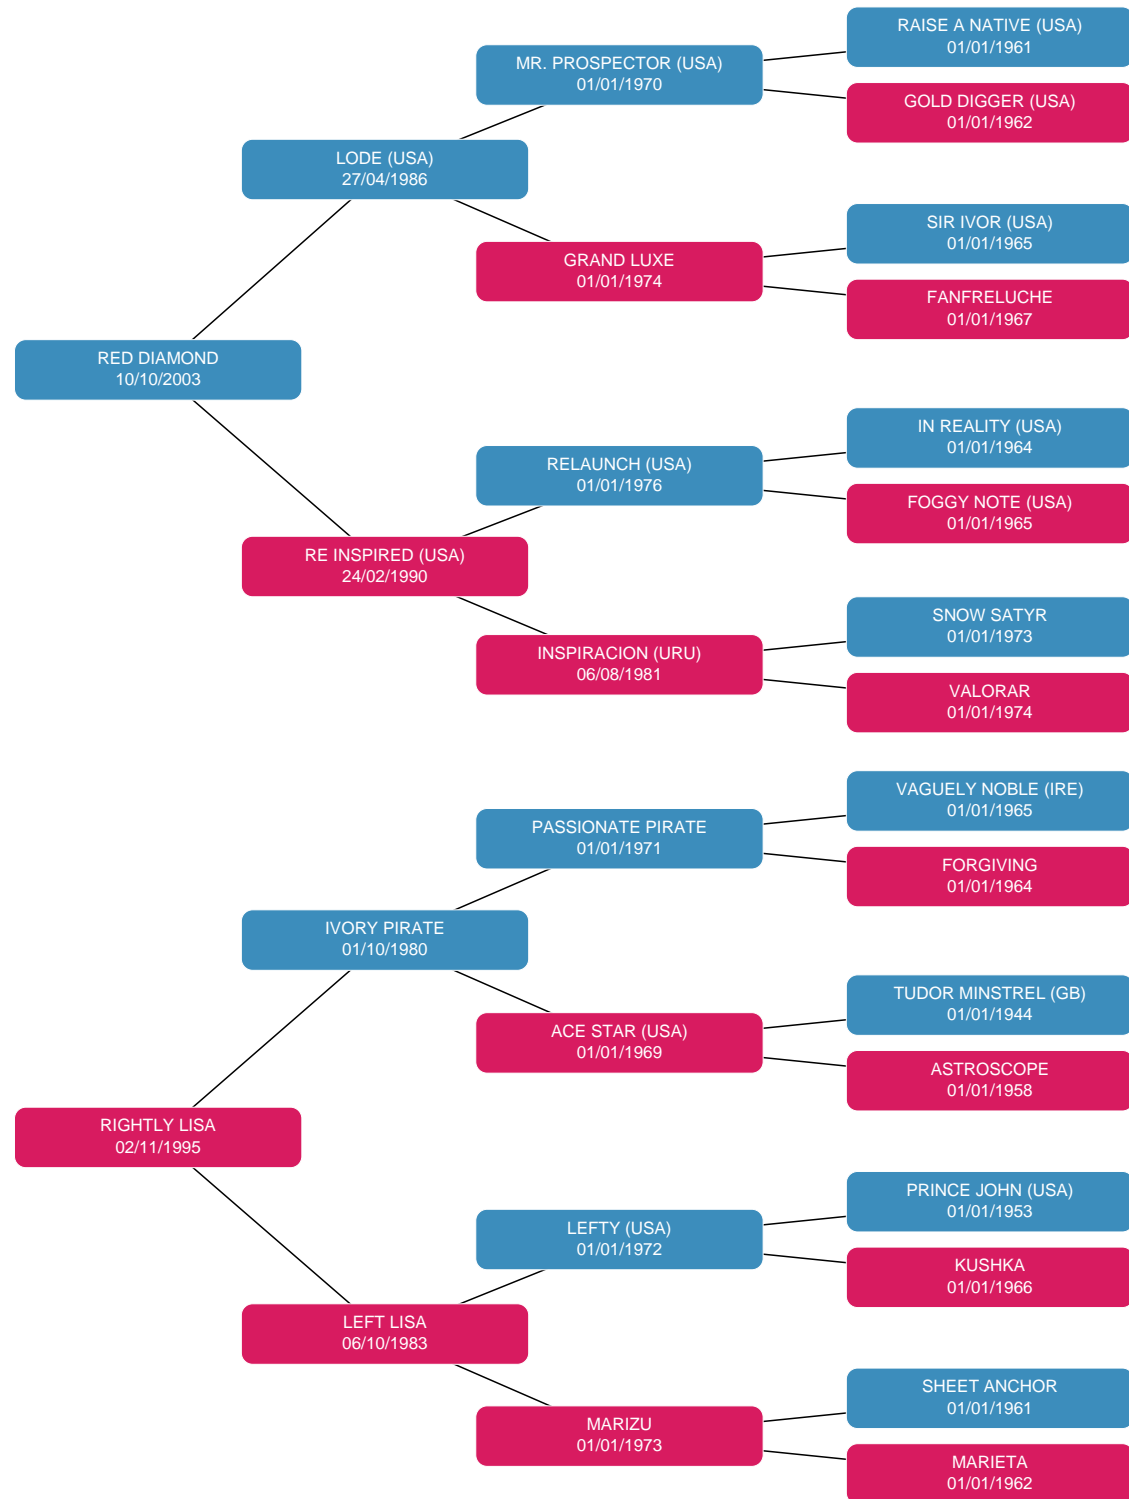 RAISE A NATIVE (USA)
01/01/1961
MR. PROSPECTOR (USA)
01/01/1970
GOLD DIGGER (USA)
01/01/1962
LODE (USA)
27/04/1986
SIR IVOR (USA)
01/01/1965
GRAND LUXE
01/01/1974
FANFRELUCHE
01/01/1967
RED DIAMOND
10/10/2003
IN REALITY (USA)
01/01/1964
RELAUNCH (USA)
01/01/1976
FOGGY NOTE (USA)
01/01/1965
RE INSPIRED (USA)
24/02/1990
SNOW SATYR
01/01/1973
INSPIRACION (URU)
06/08/1981
VALORAR
01/01/1974
VAGUELY NOBLE (IRE)
01/01/1965
PASSIONATE PIRATE
01/01/1971
FORGIVING
01/01/1964
IVORY PIRATE
01/10/1980
TUDOR MINSTREL (GB)
01/01/1944
ACE STAR (USA)
01/01/1969
ASTROSCOPE
01/01/1958
RIGHTLY LISA
02/11/1995
PRINCE JOHN (USA)
01/01/1953
LEFTY (USA)
01/01/1972
KUSHKA
01/01/1966
LEFT LISA
06/10/1983
SHEET ANCHOR
01/01/1961
MARIZU
01/01/1973
MARIETA
01/01/1962